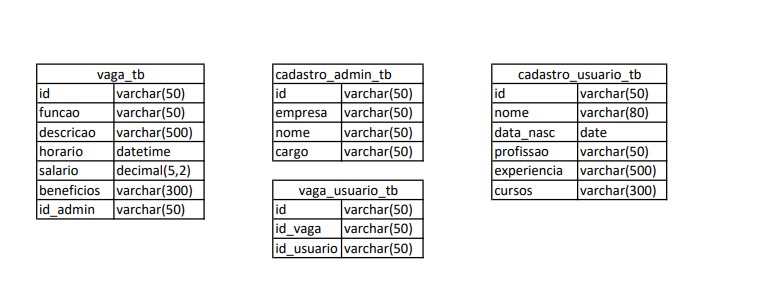 vaga_tb
id varchar(50)
funcao varchar(50)
descricao varchar(500)
horario datetime
salario decimal(5,2)
beneficios varchar(300)
id_admin varchar(50)
cadastro_admin_tb
id varchar(50)
empresa varchar(50)
nome varchar(50)
cargo varchar(50)
vaga_usuario_tb
id varchar(50)
id_vaga varchar(50)
id_usuario varchar(50)
cadastro_usuario_tb
id varchar(50)
nome varchar(80)
data_nasc date
profissao varchar(50)
experiencia varchar(500)
cursos varchar(300)